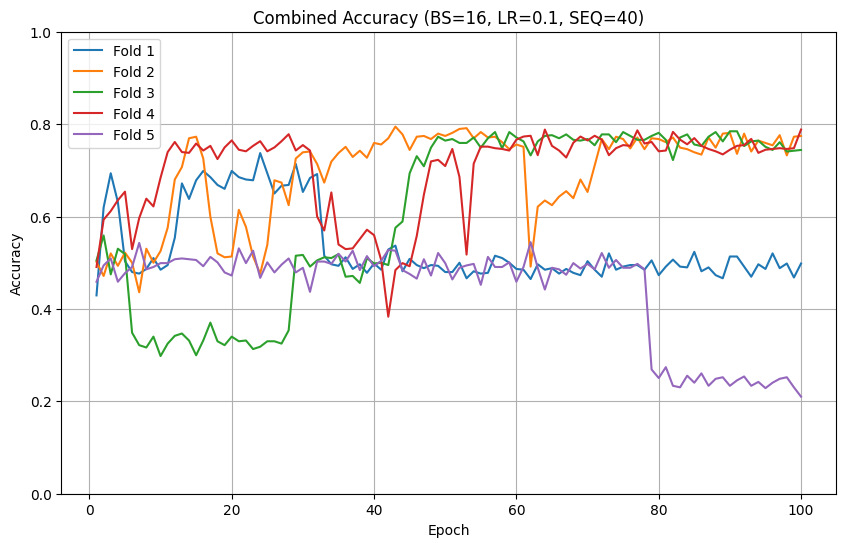 Combined Accuracy (BS=16, LR=0.1, SEQ=40)
Fold 1
Fold 2
Fold 3
Fold 4
Fold 5
1.0
0.8
0.6
0.4
0.2
0.0
Accuracy
0 20 40 60 80 100
Epoch